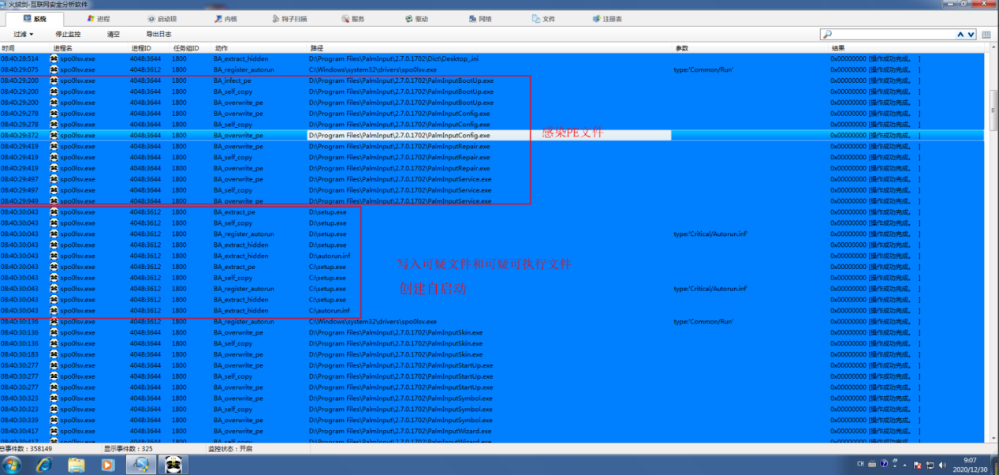 火绒剑-互联网安全分析软件
系统 进程 启动项 内核 钩子扫描 服务 驱动 网络 文件 注册表
过滤 停止监控 清空 导出日志
时间 进程名 进程ID 任务组ID 动作 路径 参数 结果
08:40:28:514 spo0lsv.exe 4048:3644 1800 BA_extract_hidden D:\Program Files\PalmInput\2.7.0.1702\Dict\Desktop_.ini 0x00000000 [操作成功完成。 ]
08:40:29:075 spo0lsv.exe 4048:3612 1800 BA_register_autorun C:\Windows\system32\drivers\spo0lsv.exe type:'Common/Run' 0x00000000 [操作成功完成。 ]
08:40:29:200 spo0lsv.exe 4048:3644 1800 BA_infect_pe D:\Program Files\PalmInput\2.7.0.1702\PalmInputBootUp.exe 0x00000000 [操作成功完成。 ]
08:40:29:200 spo0lsv.exe 4048:3644 1800 BA_self_copy D:\Program Files\PalmInput\2.7.0.1702\PalmInputBootUp.exe 0x00000000 [操作成功完成。 ]
08:40:29:200 spo0lsv.exe 4048:3644 1800 BA_overwrite_pe D:\Program Files\PalmInput\2.7.0.1702\PalmInputBootUp.exe 0x00000000 [操作成功完成。 ]
08:40:29:278 spo0lsv.exe 4048:3644 1800 BA_overwrite_pe D:\Program Files\PalmInput\2.7.0.1702\PalmInputConfig.exe 0x00000000 [操作成功完成。 ]
08:40:29:278 spo0lsv.exe 4048:3644 1800 BA_self_copy D:\Program Files\PalmInput\2.7.0.1702\PalmInputConfig.exe 0x00000000 [操作成功完成。 ]
08:40:29:372 spo0lsv.exe 4048:3644 1800 BA_overwrite_pe D:\Program Files\PalmInput\2.7.0.1702\PalmInputConfig.exe 0x00000000 [操作成功完成。 ]
感染PE文件
08:40:29:419 spo0lsv.exe 4048:3644 1800 BA_overwrite_pe D:\Program Files\PalmInput\2.7.0.1702\PalmInputRepair.exe 0x00000000 [操作成功完成。 ]
08:40:29:419 spo0lsv.exe 4048:3644 1800 BA_self_copy D:\Program Files\PalmInput\2.7.0.1702\PalmInputRepair.exe 0x00000000 [操作成功完成。 ]
08:40:29:419 spo0lsv.exe 4048:3644 1800 BA_overwrite_pe D:\Program Files\PalmInput\2.7.0.1702\PalmInputRepair.exe 0x00000000 [操作成功完成。 ]
08:40:29:497 spo0lsv.exe 4048:3644 1800 BA_overwrite_pe D:\Program Files\PalmInput\2.7.0.1702\PalmInputService.exe 0x00000000 [操作成功完成。 ]
08:40:29:497 spo0lsv.exe 4048:3644 1800 BA_self_copy D:\Program Files\PalmInput\2.7.0.1702\PalmInputService.exe 0x00000000 [操作成功完成。 ]
08:40:29:949 spo0lsv.exe 4048:3644 1800 BA_overwrite_pe D:\Program Files\PalmInput\2.7.0.1702\PalmInputService.exe 0x00000000 [操作成功完成。 ]
08:40:30:043 spo0lsv.exe 4048:3612 1800 BA_extract_pe D:\setup.exe 0x00000000 [操作成功完成。 ]
08:40:30:043 spo0lsv.exe 4048:3612 1800 BA_self_copy D:\setup.exe 0x00000000 [操作成功完成。 ]
08:40:30:043 spo0lsv.exe 4048:3612 1800 BA_register_autorun D:\setup.exe type:'Critical/Autorun.inf' 0x00000000 [操作成功完成。 ]
08:40:30:043 spo0lsv.exe 4048:3612 1800 BA_extract_hidden D:\setup.exe 0x00000000 [操作成功完成。 ]
08:40:30:043 spo0lsv.exe 4048:3612 1800 BA_extract_hidden D:\autorun.inf 0x00000000 [操作成功完成。 ]
写入可疑文件和可疑可执行文件
08:40:30:043 spo0lsv.exe 4048:3612 1800 BA_extract_pe C:\setup.exe 0x00000000 [操作成功完成。 ]
08:40:30:043 spo0lsv.exe 4048:3612 1800 BA_self_copy C:\setup.exe 0x00000000 [操作成功完成。 ]
08:40:30:043 spo0lsv.exe 4048:3612 1800 BA_register_autorun C:\setup.exe type:'Critical/Autorun.inf' 0x00000000 [操作成功完成。 ]
创建自启动
08:40:30:043 spo0lsv.exe 4048:3612 1800 BA_extract_hidden C:\setup.exe 0x00000000 [操作成功完成。 ]
08:40:30:043 spo0lsv.exe 4048:3612 1800 BA_extract_hidden C:\autorun.inf 0x00000000 [操作成功完成。 ]
08:40:30:136 spo0lsv.exe 4048:3612 1800 BA_register_autorun C:\Windows\system32\drivers\spo0lsv.exe type:'Common/Run' 0x00000000 [操作成功完成。 ]
08:40:30:136 spo0lsv.exe 4048:3644 1800 BA_overwrite_pe D:\Program Files\PalmInput\2.7.0.1702\PalmInputSkin.exe 0x00000000 [操作成功完成。 ]
08:40:30:136 spo0lsv.exe 4048:3644 1800 BA_self_copy D:\Program Files\PalmInput\2.7.0.1702\PalmInputSkin.exe 0x00000000 [操作成功完成。 ]
08:40:30:183 spo0lsv.exe 4048:3644 1800 BA_overwrite_pe D:\Program Files\PalmInput\2.7.0.1702\PalmInputSkin.exe 0x00000000 [操作成功完成。 ]
08:40:30:277 spo0lsv.exe 4048:3644 1800 BA_overwrite_pe D:\Program Files\PalmInput\2.7.0.1702\PalmInputStartUp.exe 0x00000000 [操作成功完成。 ]
08:40:30:277 spo0lsv.exe 4048:3644 1800 BA_self_copy D:\Program Files\PalmInput\2.7.0.1702\PalmInputStartUp.exe 0x00000000 [操作成功完成。 ]
08:40:30:277 spo0lsv.exe 4048:3644 1800 BA_overwrite_pe D:\Program Files\PalmInput\2.7.0.1702\PalmInputStartUp.exe 0x00000000 [操作成功完成。 ]
08:40:30:323 spo0lsv.exe 4048:3644 1800 BA_overwrite_pe D:\Program Files\PalmInput\2.7.0.1702\PalmInputSymbol.exe 0x00000000 [操作成功完成。 ]
08:40:30:323 spo0lsv.exe 4048:3644 1800 BA_self_copy D:\Program Files\PalmInput\2.7.0.1702\PalmInputSymbol.exe 0x00000000 [操作成功完成。 ]
08:40:30:339 spo0lsv.exe 4048:3644 1800 BA_overwrite_pe D:\Program Files\PalmInput\2.7.0.1702\PalmInputSymbol.exe 0x00000000 [操作成功完成。 ]
08:40:30:417 spo0lsv.exe 4048:3644 1800 BA_overwrite_pe D:\Program Files\PalmInput\2.7.0.1702\PalmInputWizard.exe 0x00000000 [操作成功完成。 ]
08:40:30:417 spo0lsv.exe 4048:3644 1800 BA_self_copy D:\Program Files\PalmInput\2.7.0.1702\PalmInputWizard.exe 0x00000000 [操作成功完成。 ]
总事件数：358149 显示事件数：325 监控状态：开启
CH 9:07
2020/12/30